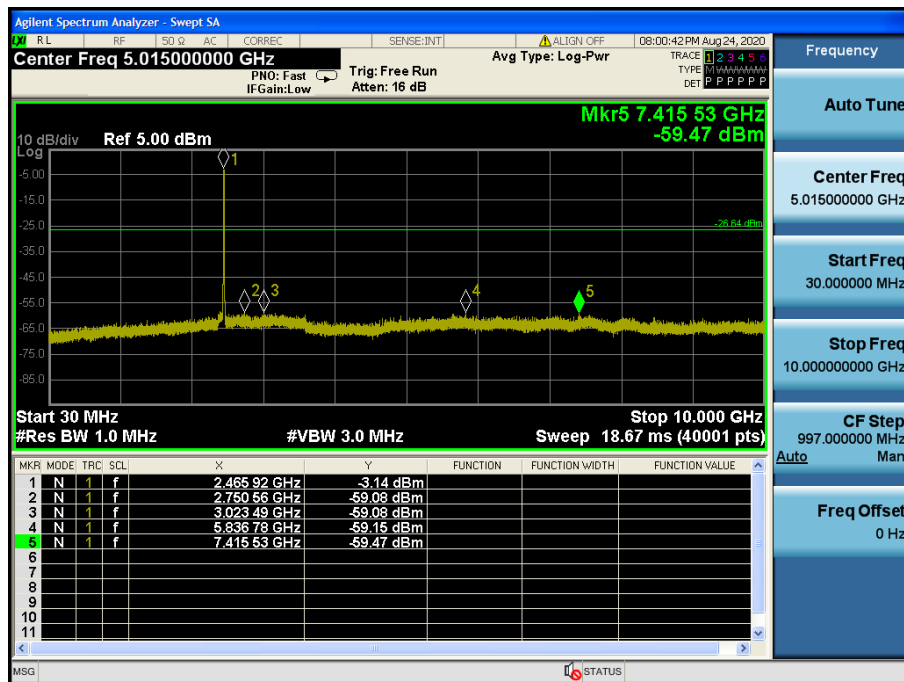 Agilent Spectrum Analyzer - Swept SA
LXI RL RF 50 Ω AC CORREC SENSE:INT ALIGN OFF 08:00:42 PM Aug 24, 2020
Center Freq 5.015000000 GHz
PNO: Fast
IFGain:Low
Trig: Free Run
Atten: 16 dB
Avg Type: Log-Pwr
TRACE 1 2 3 4 5 6
TYPE MWWWWW
DET P P P P P P
Mkr5 7.415 53 GHz
-59.47 dBm
10 dB/div Ref 5.00 dBm
Log
1
-5.00
-15.0
-26.64 dBm
-25.0
-35.0
-45.0
2 3 4 5
-55.0
-65.0
-75.0
-85.0
Start 30 MHz Stop 10.000 GHz
#Res BW 1.0 MHz #VBW 3.0 MHz Sweep 18.67 ms (40001 pts)
MKR MODE TRC SCL X Y FUNCTION FUNCTION WIDTH FUNCTION VALUE
1 N 1 f 2.465 92 GHz -3.14 dBm
2 N 1 f 2.750 56 GHz -59.08 dBm
3 N 1 f 3.023 49 GHz -59.08 dBm
4 N 1 f 5.836 78 GHz -59.15 dBm
5 N 1 f 7.415 53 GHz -59.47 dBm
6
7
8
9
10
11
MSG STATUS
Frequency
Auto Tune
Center Freq
5.015000000 GHz
Start Freq
30.000000 MHz
Stop Freq
10.000000000 GHz
CF Step
997.000000 MHz
Auto Man
Freq Offset
0 Hz